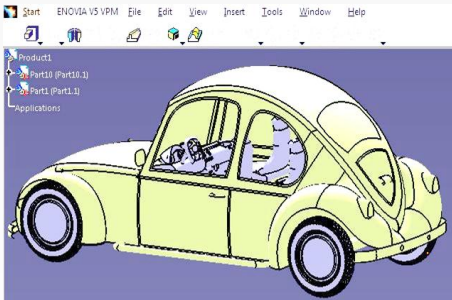 Start ENOVIA V5 VPM File Edit View Insert Tools Window Help
Product1
Part10 (Part10.1)
Part1 (Part1.1)
Applications